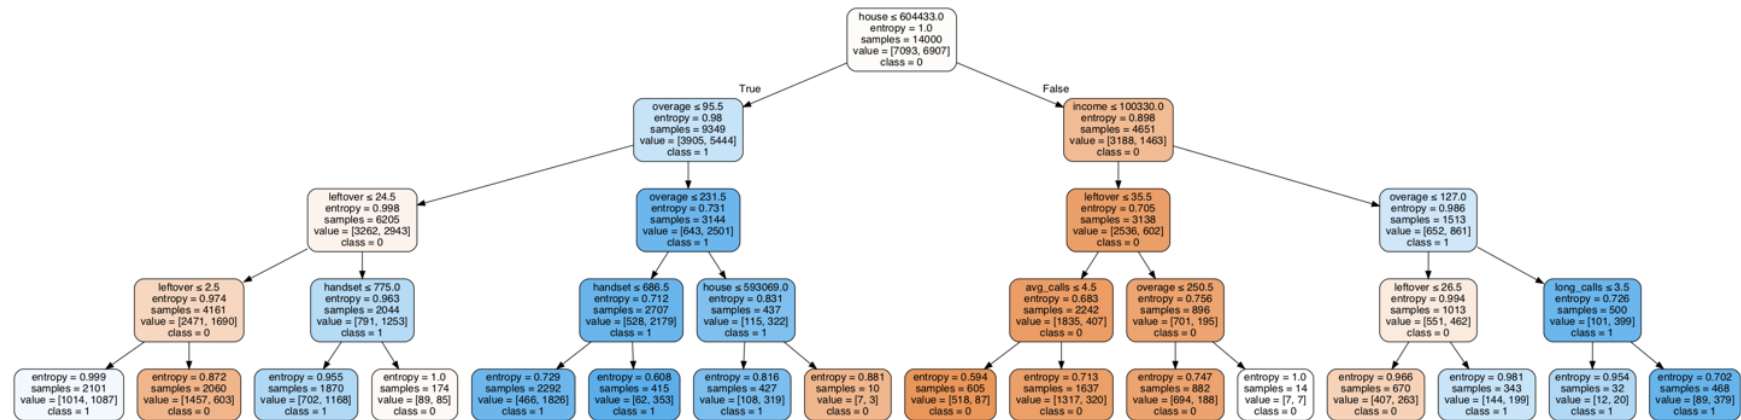 house ≤ 604433.0
entropy = 1.0
samples = 14000
value = [7093, 6907]
class = 0
True
False
overage ≤ 95.5
entropy = 0.98
samples = 9349
value = [3905, 5444]
class = 1
income ≤ 100330.0
entropy = 0.898
samples = 4651
value = [3188, 1463]
class = 0
leftover ≤ 24.5
entropy = 0.998
samples = 6205
value = [3262, 2943]
class = 0
overage ≤ 231.5
entropy = 0.731
samples = 3144
value = [643, 2501]
class = 1
leftover ≤ 35.5
entropy = 0.705
samples = 3138
value = [2536, 602]
class = 0
overage ≤ 127.0
entropy = 0.986
samples = 1513
value = [652, 861]
class = 1
leftover ≤ 2.5
entropy = 0.974
samples = 4161
value = [2471, 1690]
class = 0
handset ≤ 775.0
entropy = 0.963
samples = 2044
value = [791, 1253]
class = 1
handset ≤ 686.5
entropy = 0.712
samples = 2707
value = [528, 2179]
class = 1
house ≤ 593069.0
entropy = 0.831
samples = 437
value = [115, 322]
class = 1
avg_calls ≤ 4.5
entropy = 0.683
samples = 2242
value = [1835, 407]
class = 0
overage ≤ 250.5
entropy = 0.756
samples = 896
value = [701, 195]
class = 0
leftover ≤ 26.5
entropy = 0.994
samples = 1013
value = [551, 462]
class = 0
long_calls ≤ 3.5
entropy = 0.726
samples = 500
value = [101, 399]
class = 1
entropy = 0.999
samples = 2101
value = [1014, 1087]
class = 1
entropy = 0.872
samples = 2060
value = [1457, 603]
class = 0
entropy = 0.955
samples = 1870
value = [702, 1168]
class = 1
entropy = 1.0
samples = 174
value = [89, 85]
class = 0
entropy = 0.729
samples = 2292
value = [466, 1826]
class = 1
entropy = 0.608
samples = 415
value = [62, 353]
class = 1
entropy = 0.816
samples = 427
value = [108, 319]
class = 1
entropy = 0.881
samples = 10
value = [7, 3]
class = 0
entropy = 0.594
samples = 605
value = [518, 87]
class = 0
entropy = 0.713
samples = 1637
value = [1317, 320]
class = 0
entropy = 0.747
samples = 882
value = [694, 188]
class = 0
entropy = 1.0
samples = 14
value = [7, 7]
class = 0
entropy = 0.966
samples = 670
value = [407, 263]
class = 0
entropy = 0.981
samples = 343
value = [144, 199]
class = 1
entropy = 0.954
samples = 32
value = [12, 20]
class = 1
entropy = 0.702
samples = 468
value = [89, 379]
class = 1